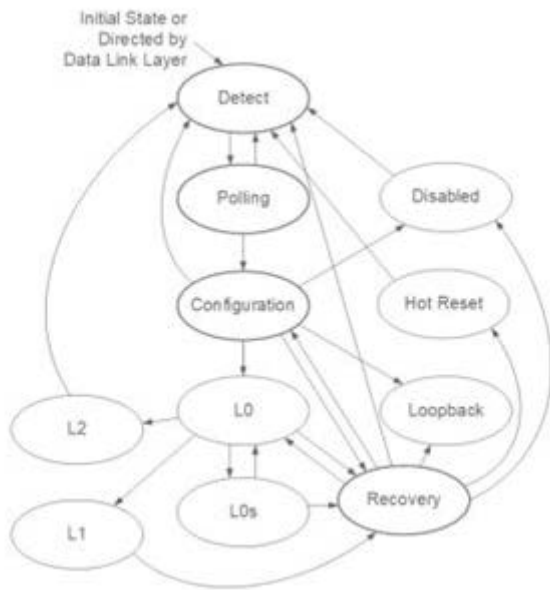 Initial State or
Directed by
Data Link Layer
Detect
Polling
Disabled
Configuration
Hot Reset
L0
Loopback
L2
L0s
Recovery
L1